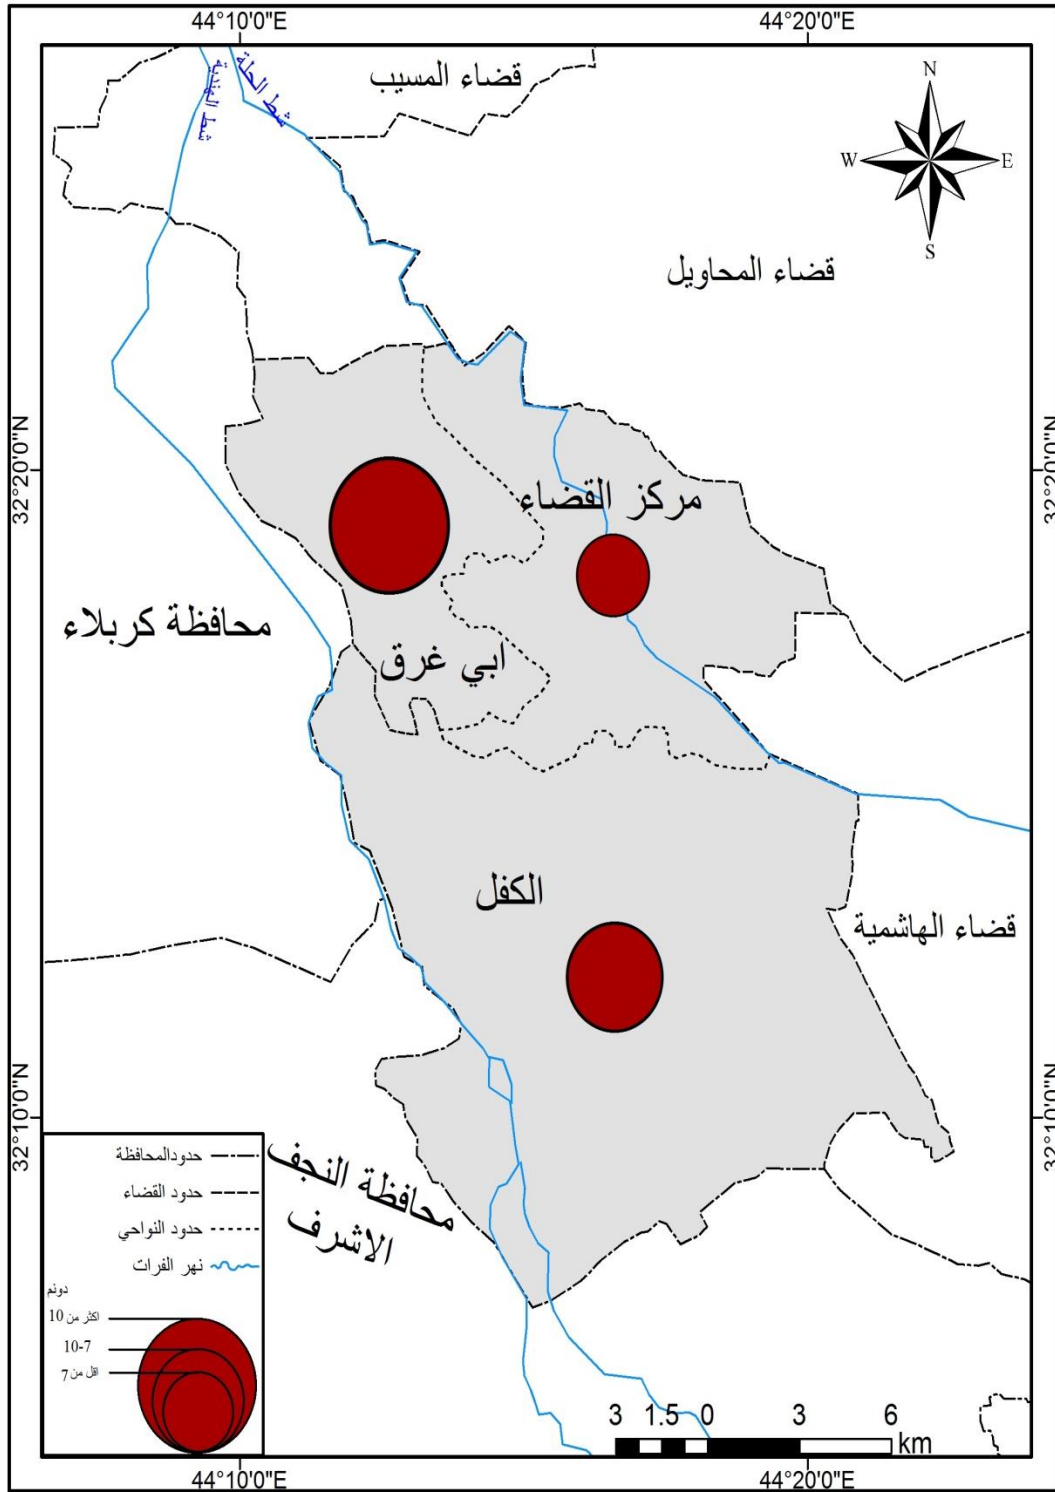 44°10'0"E
44°20'0"E
قضاء المسيب
شط الحلة
شط الهندية
N
W
E
S
قضاء المحاويل
32°20'0"N
32°20'0"N
مركز القضاء
محافظة كربلاء
ابي غرق
الكفل
قضاء الهاشمية
32°10'0"N
32°10'0"N
محافظة النجف
الاشرف
حدودالمحافظة
حدود القضاء
حدود النواحي
نهر الفرات
دونم
اكثر من 10
10-7
اقل من 7
3 1.5 0 3 6
km
44°10'0"E
44°20'0"E